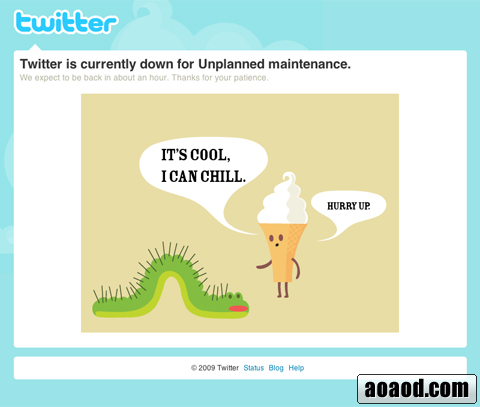 twitter
Twitter is currently down for Unplanned maintenance.
We expect to be back in about an hour. Thanks for your patience.
IT'S COOL,
I CAN CHILL.
HURRY UP.
© 2009 Twitter Status Blog Help
aoaod.com